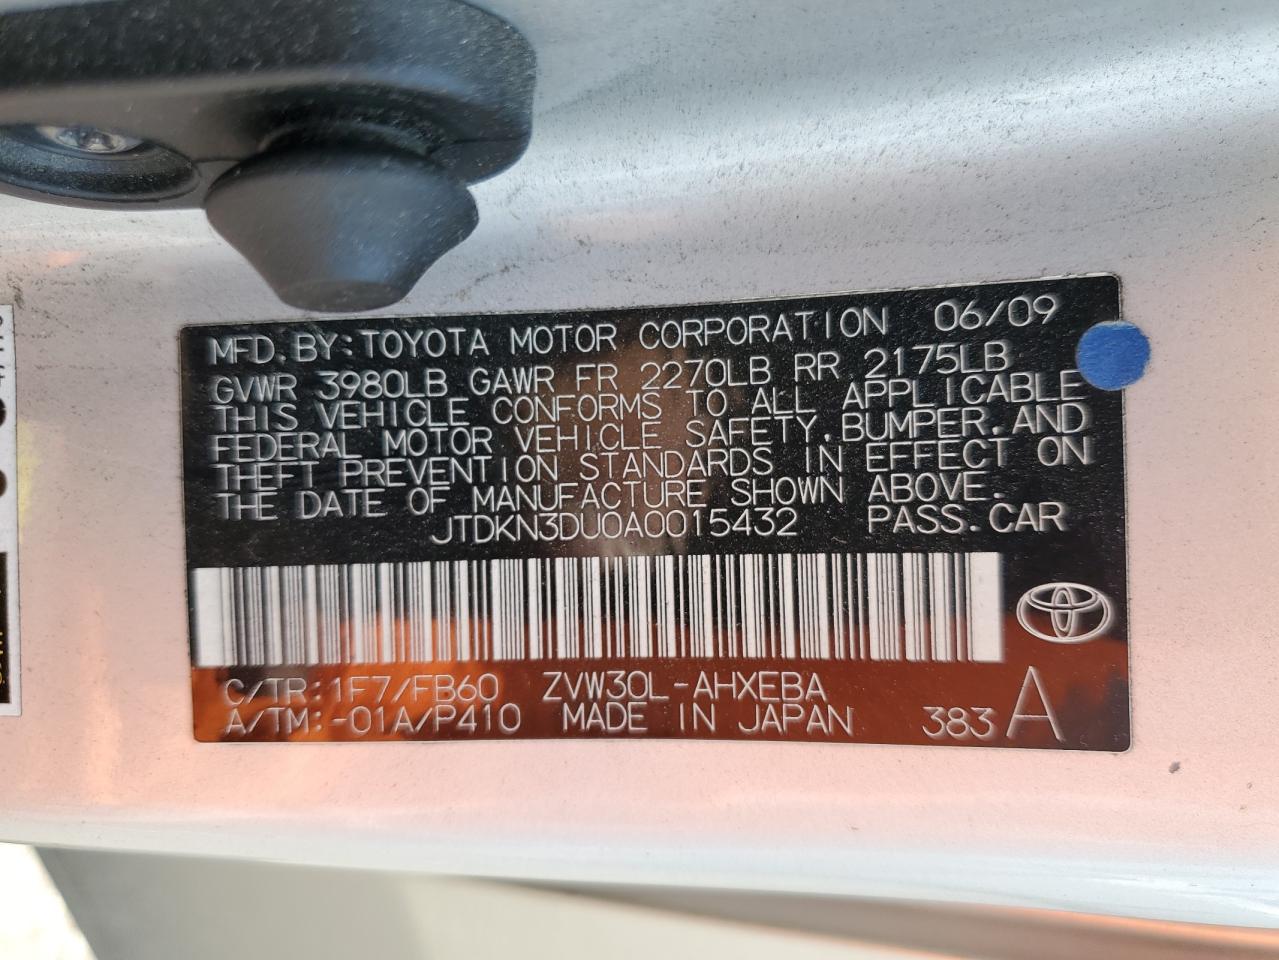 MFD.BY:TOYOTA MOTOR CORPORATION 06/09
GVWR 3980LB GAWR FR 2270LB RR 2175LB
THIS VEHICLE CONFORMS TO ALL APPLICABLE
FEDERAL MOTOR VEHICLE SAFETY,BUMPER,AND
THEFT PREVENTION STANDARDS IN EFFECT ON
THE DATE OF MANUFACTURE SHOWN ABOVE.
JTDKN3DU0A0015432 PASS.CAR
C/TR:1F7/FB60 ZVW30L-AHXEBA
A/TM:-01A/P410 MADE IN JAPAN 383 A